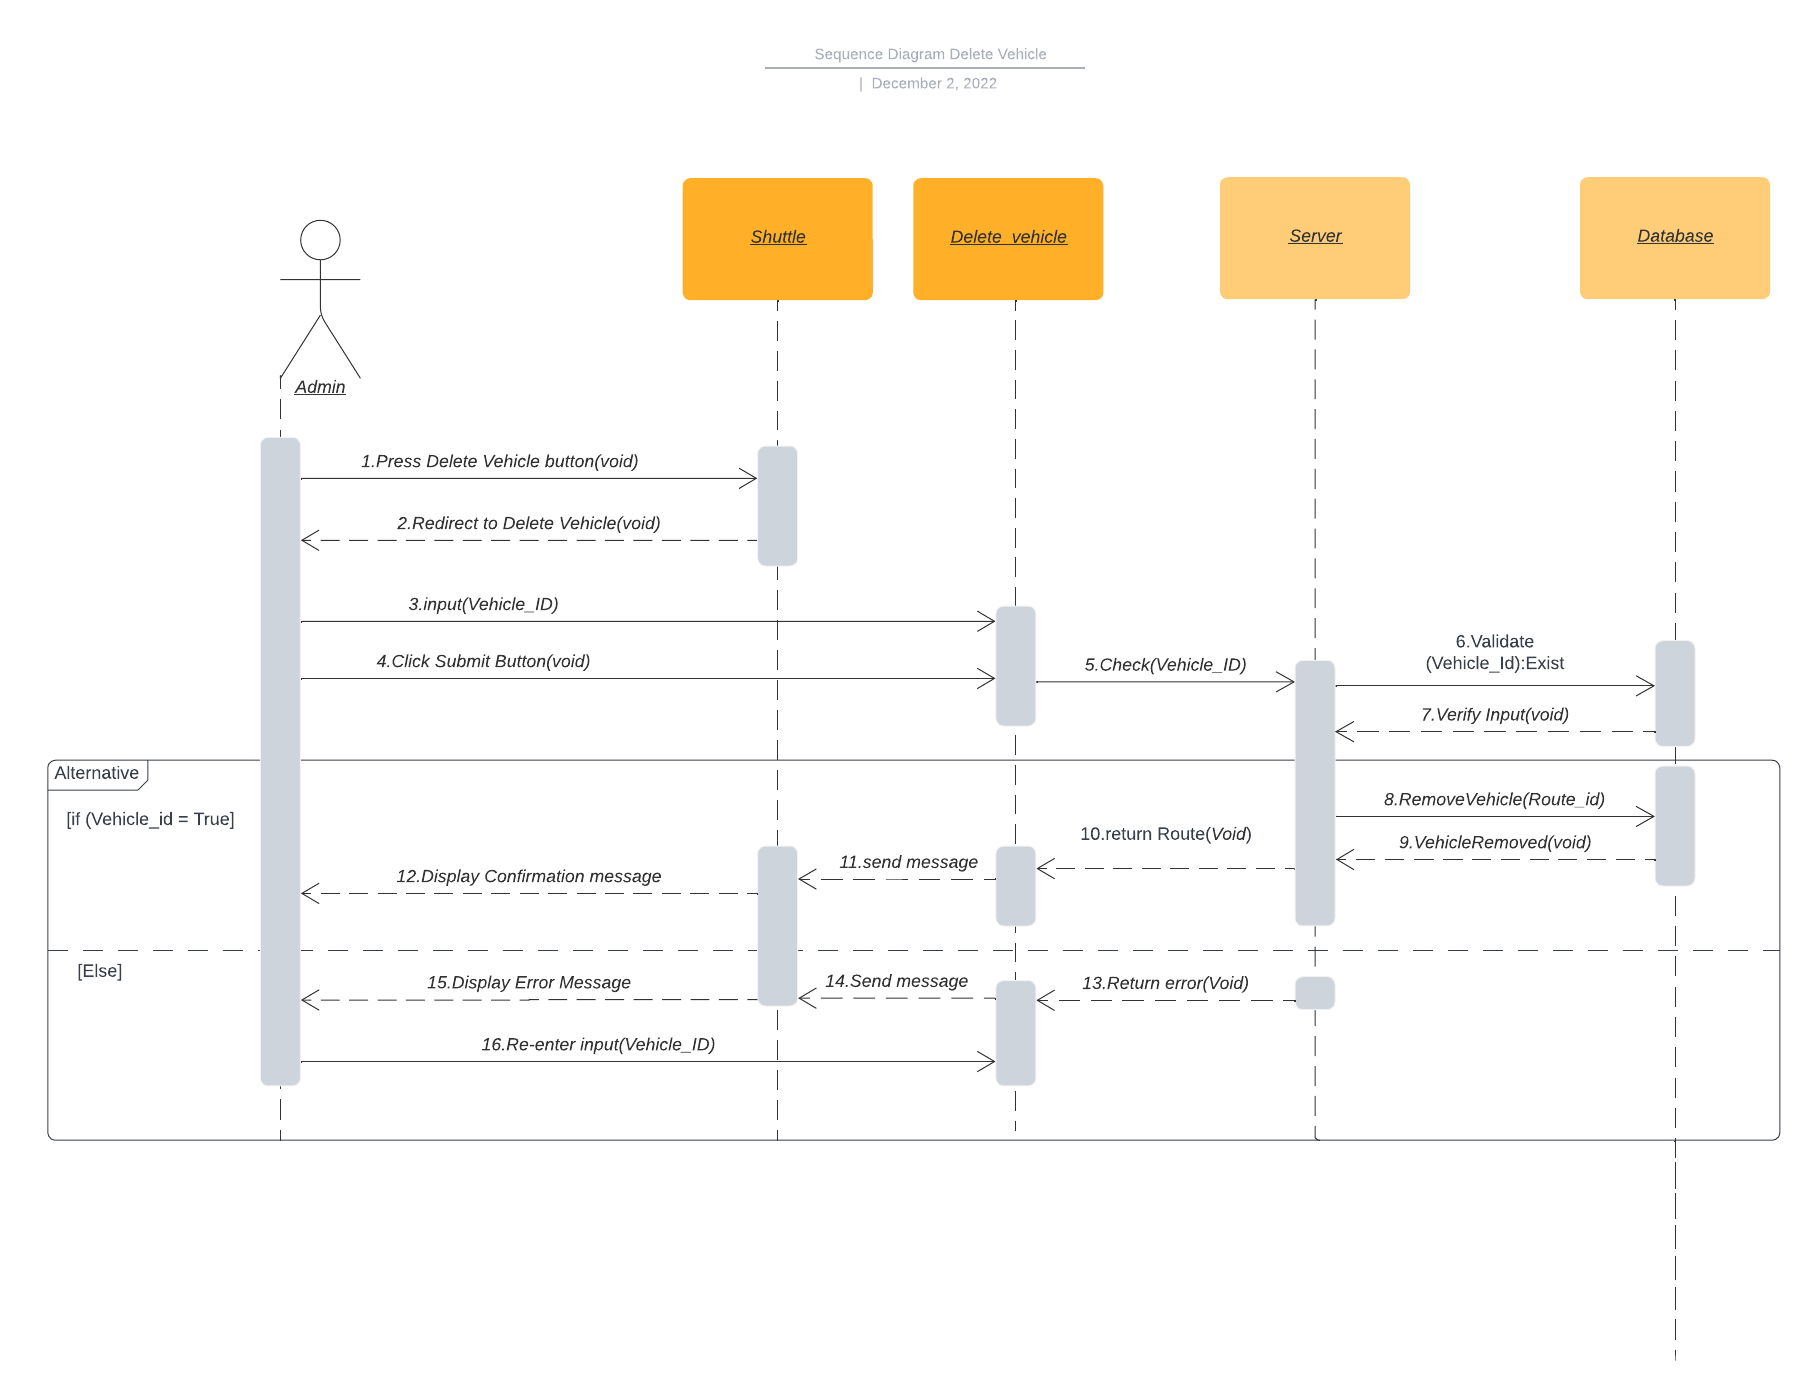 Sequence Diagram Delete Vehicle
| December 2, 2022
Shuttle
Delete_vehicle
Server
Database
Admin
1.Press Delete Vehicle button(void)
2.Redirect to Delete Vehicle(void)
3.input(Vehicle_ID)
4.Click Submit Button(void)
5.Check(Vehicle_ID)
6.Validate
(Vehicle_Id):Exist
7.Verify Input(void)
Alternative
[if (Vehicle_id = True]
8.RemoveVehicle(Route_id)
9.VehicleRemoved(void)
10.return Route(Void)
11.send message
12.Display Confirmation message
[Else]
13.Return error(Void)
14.Send message
15.Display Error Message
16.Re-enter input(Vehicle_ID)